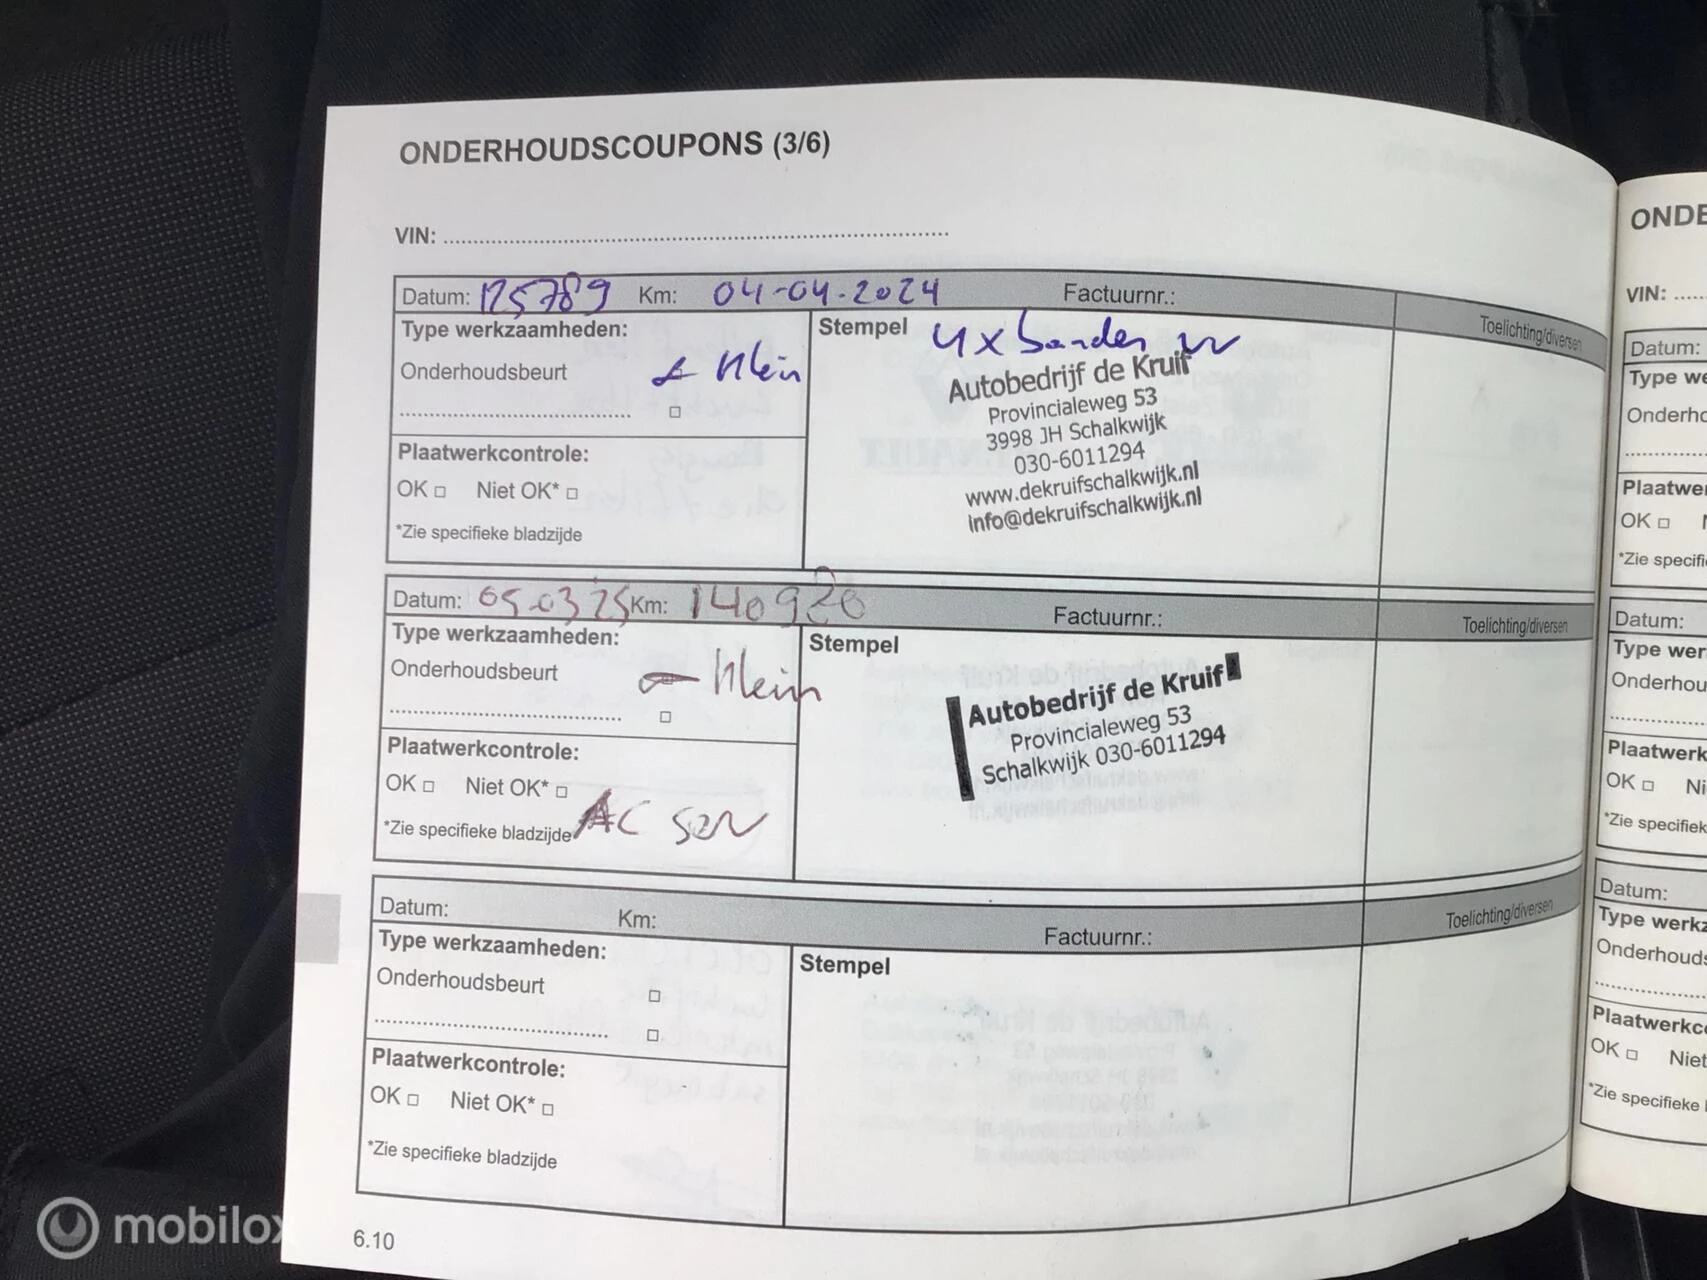 ONDERHOUDSCOUPONS (3/6)
VIN:
Datum: 125789 Km: 04-04-2024 Factuurnr.: Toelichting/diversen
Type werkzaamheden:
Onderhoudsbeurt Klein
Plaatwerkcontrole:
OK Niet OK*
*Zie specifieke bladzijde
Stempel
4x banden
Autobedrijf de Kruif
Provincialeweg 53
3998 JH Schalkwijk
030-6011294
www.dekruifschalkwijk.nl
info@dekruifschalkwijk.nl
Datum: 05-03 25 Km: 140920 Factuurnr.: Toelichting/diversen
Type werkzaamheden:
Onderhoudsbeurt Klein
Plaatwerkcontrole:
OK Niet OK*
*Zie specifieke bladzijde AC
Stempel
Autobedrijf de Kruif
Provincialeweg 53
Schalkwijk 030-6011294
Datum: Km: Factuurnr.: Toelichting/diversen
Type werkzaamheden:
Onderhoudsbeurt
Plaatwerkcontrole:
OK Niet OK*
*Zie specifieke bladzijde
Stempel
6.10
ONDE
VIN:
Datum:
Type we
Onderho
Plaatwer
OK
*Zie specifi
Datum:
Type wer
Onderhou
Plaatwerk
OK Ni
*Zie specifiek
Datum:
Type werkz
Onderhouds
Plaatwerkco
OK Niet
*Zie specifieke
mobilox